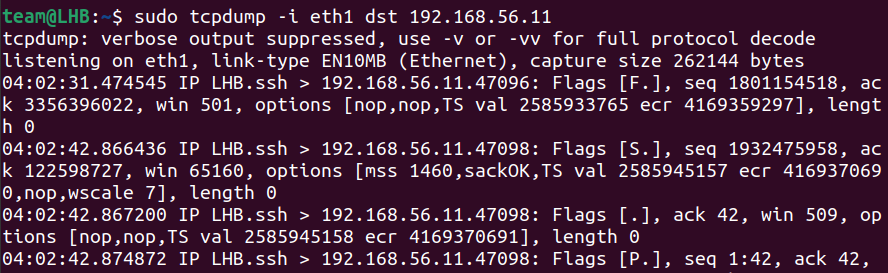 team@LHB:~$ sudo tcpdump -i eth1 dst 192.168.56.11
tcpdump: verbose output suppressed, use -v or -vv for full protocol decode
listening on eth1, link-type EN10MB (Ethernet), capture size 262144 bytes
04:02:31.474545 IP LHB.ssh > 192.168.56.11.47096: Flags [F.], seq 1801154518, ac
k 3356396022, win 501, options [nop,nop,TS val 2585933765 ecr 4169359297], lengt
h 0
04:02:42.866436 IP LHB.ssh > 192.168.56.11.47098: Flags [S.], seq 1932475958, ac
k 122598727, win 65160, options [mss 1460,sackOK,TS val 2585945157 ecr 416937069
0,nop,wscale 7], length 0
04:02:42.867200 IP LHB.ssh > 192.168.56.11.47098: Flags [.], ack 42, win 509, op
tions [nop,nop,TS val 2585945158 ecr 4169370691], length 0
04:02:42.874872 IP LHB.ssh > 192.168.56.11.47098: Flags [P.], seq 1:42, ack 42,